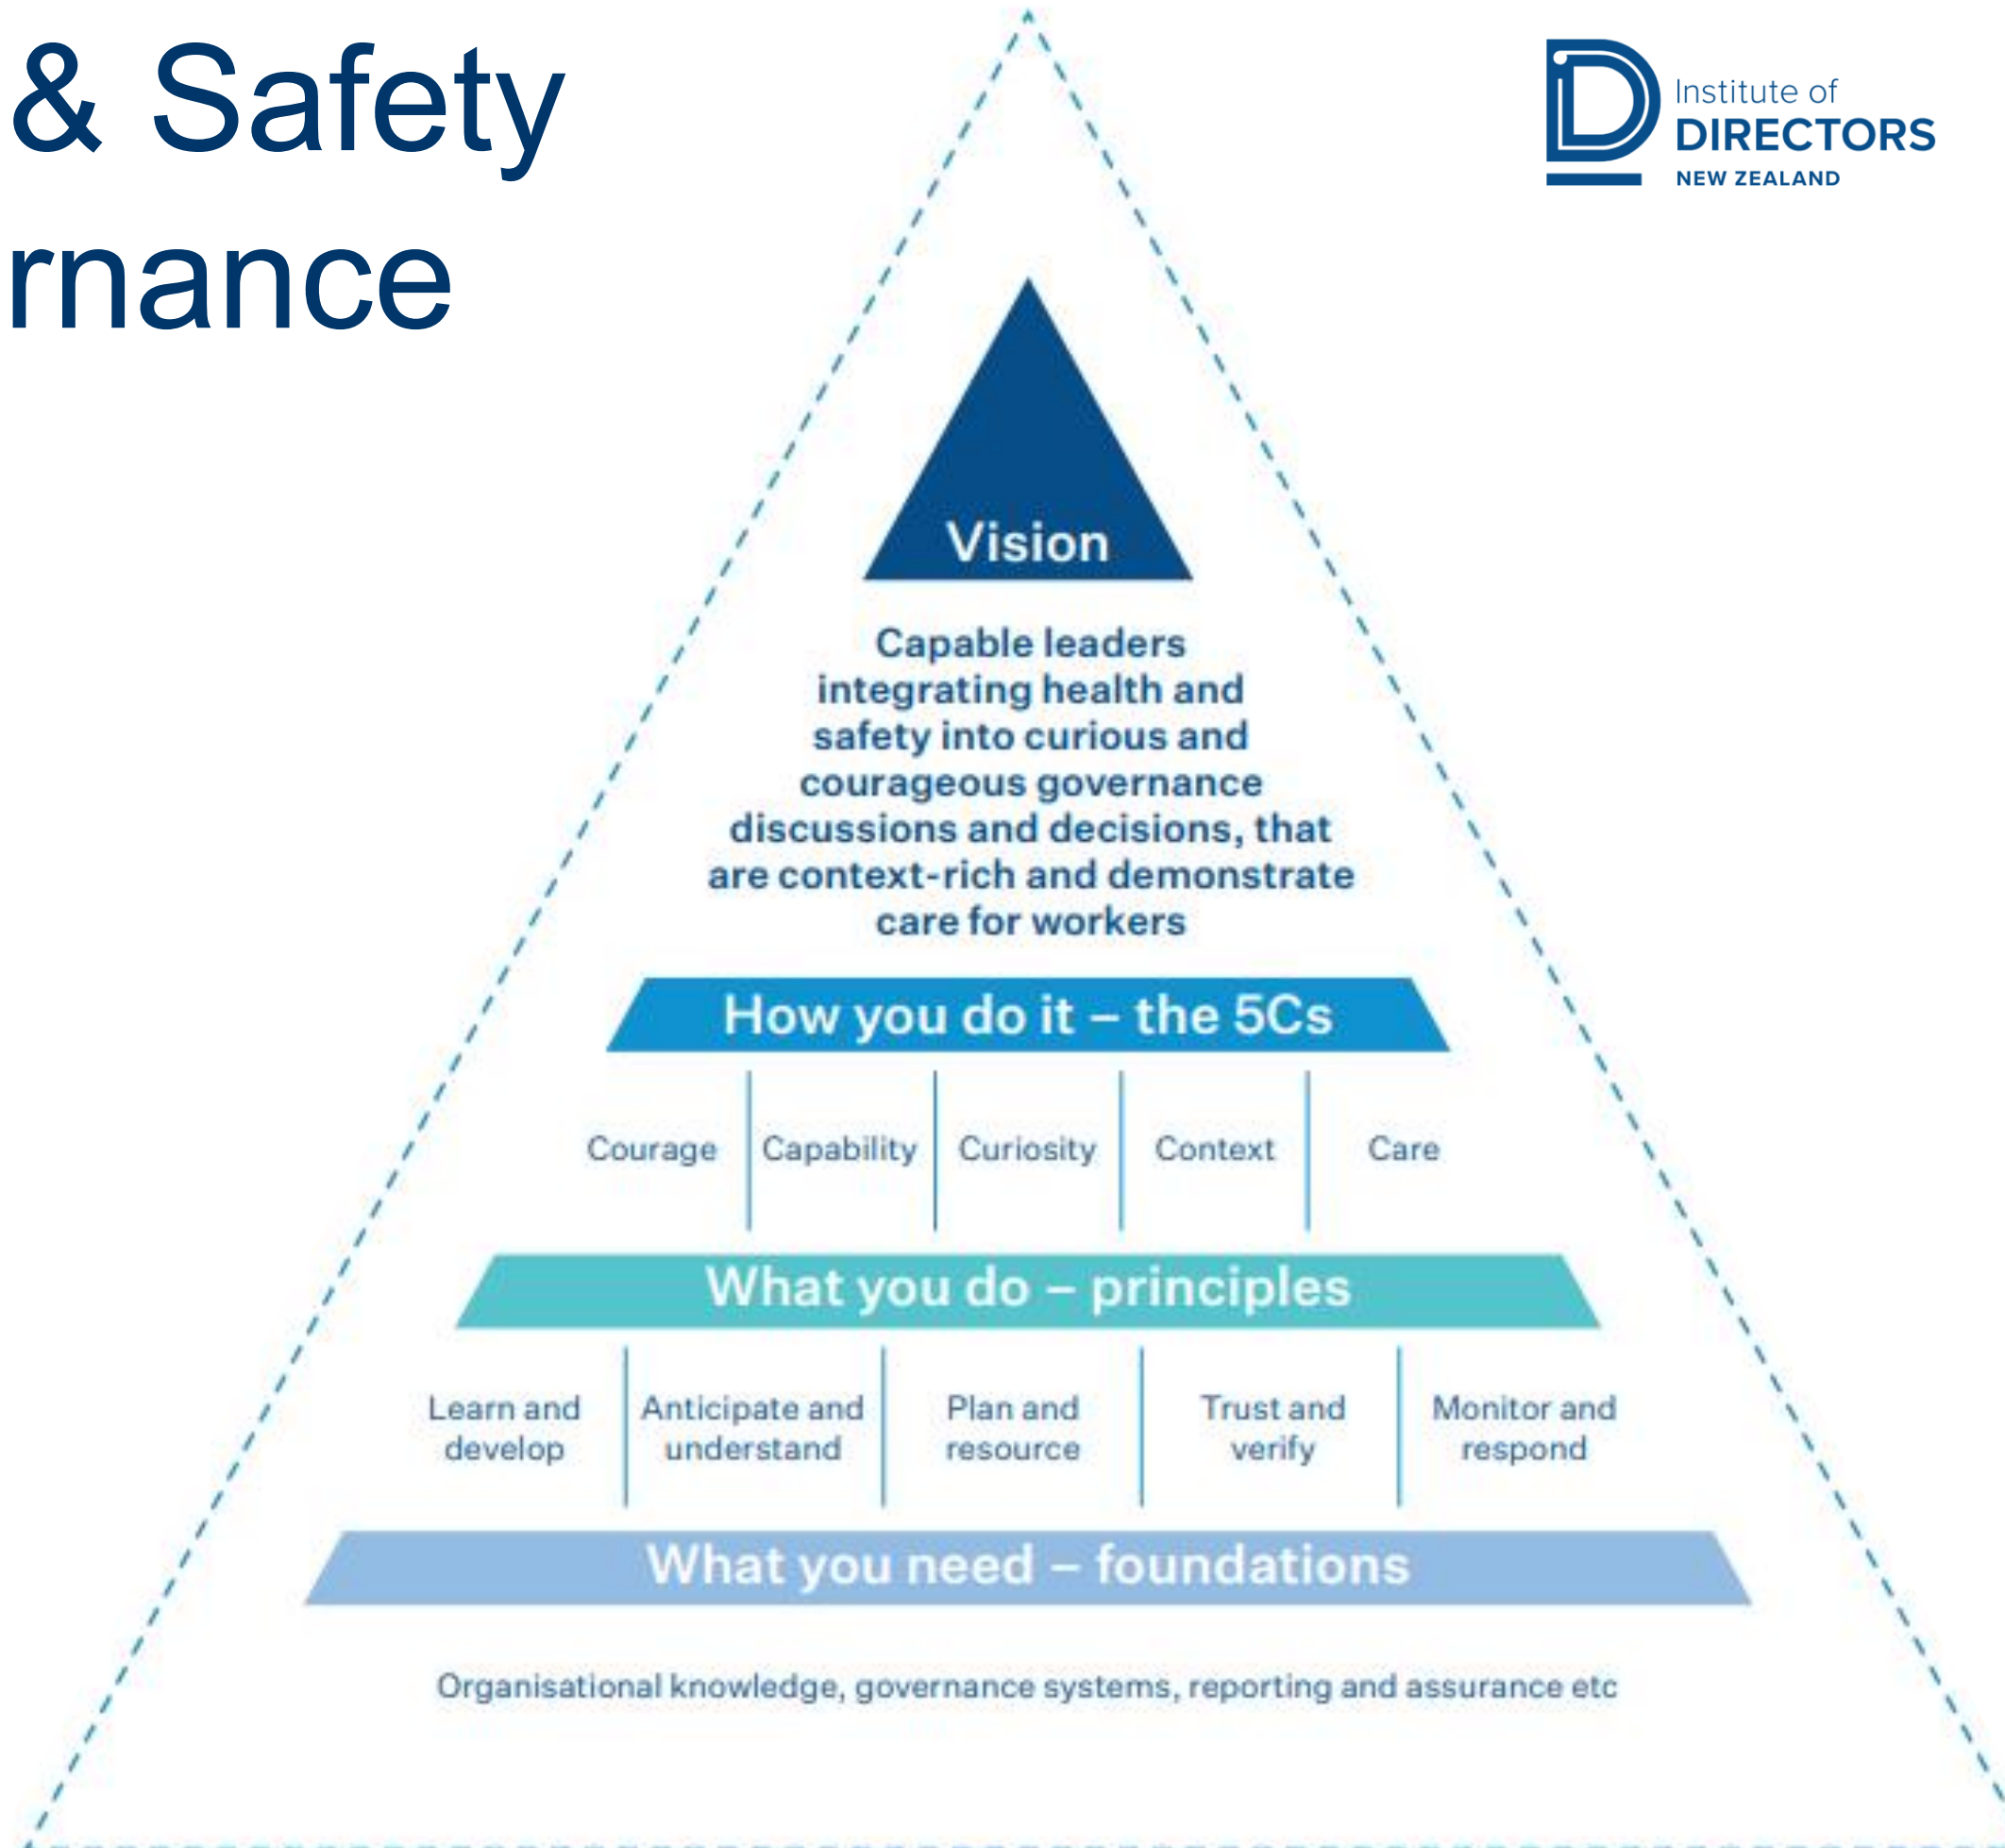 & Safety
rnance
Institute of
DIRECTORS
NEW ZEALAND
Vision
Capable leaders
integrating health and
safety into curious and
courageous governance
discussions and decisions, that
are context-rich and demonstrate
care for workers
How you do it – the 5Cs
Courage Capability Curiosity Context Care
What you do – principles
Learn and Anticipate and Plan and Trust and Monitor and
develop understand resource verify respond
What you need – foundations
Organisational knowledge, governance systems, reporting and assurance etc